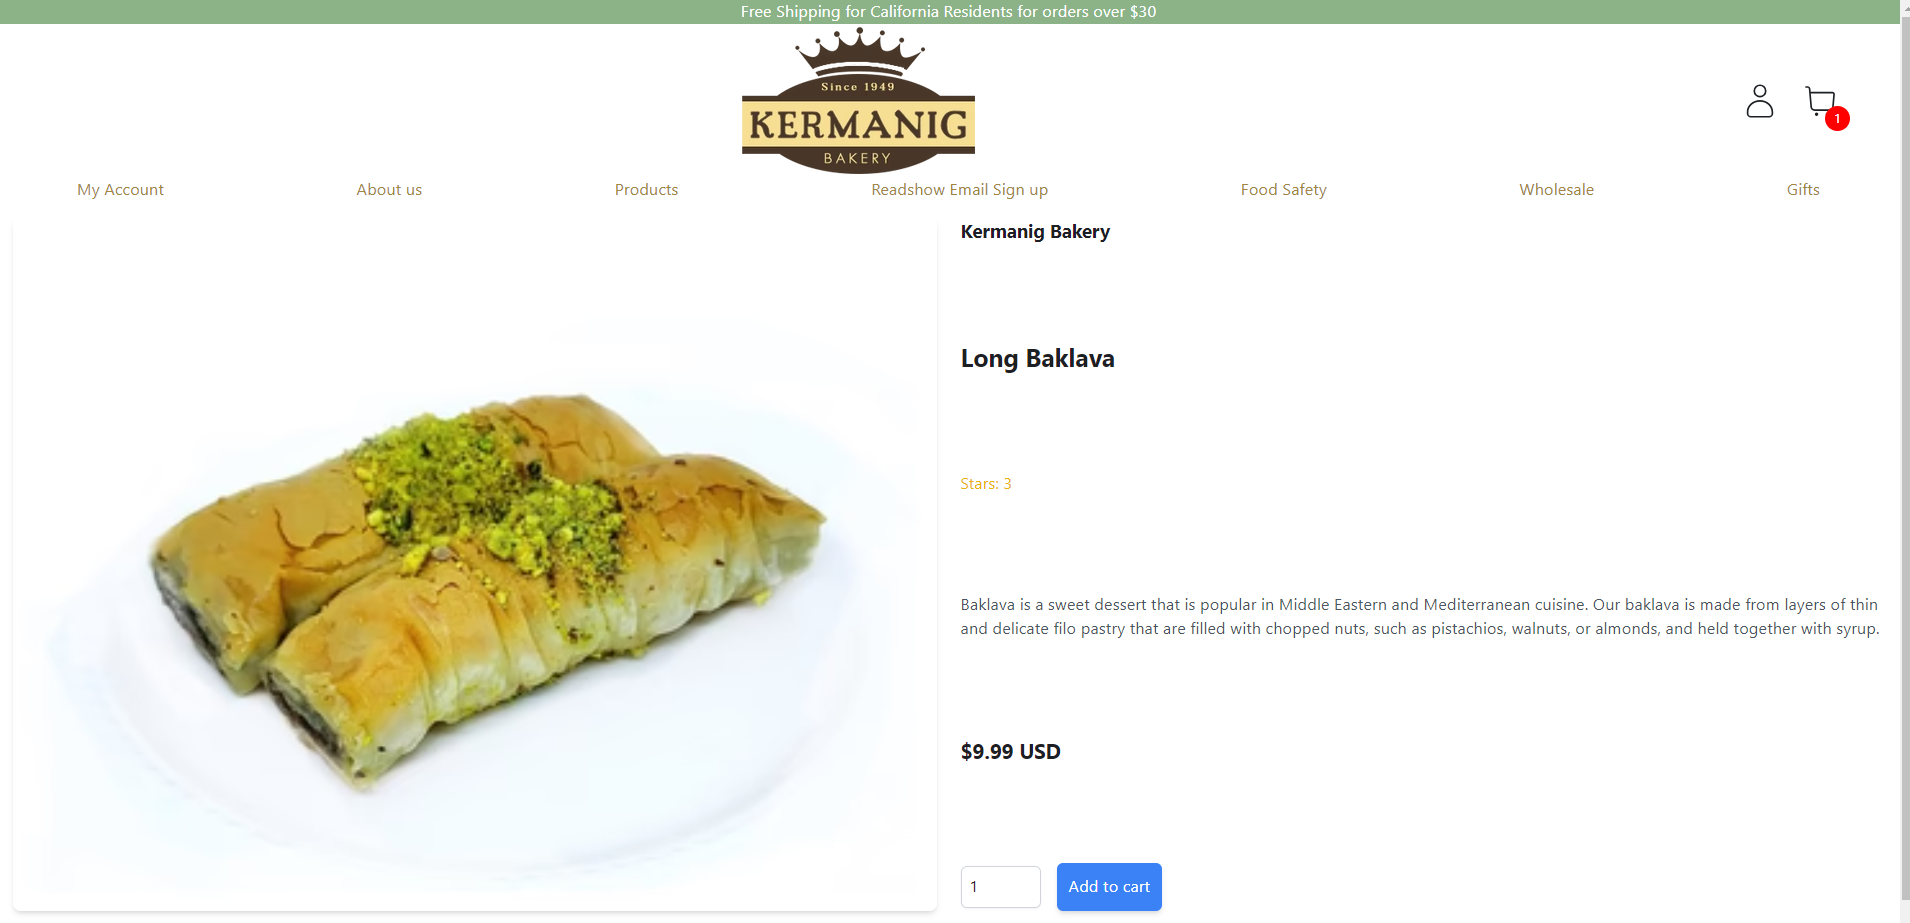 Free Shipping for California Residents for orders over $30
Since 1949
KERMANIG
BAKERY
1
My Account
About us
Products
Readshow Email Sign up
Food Safety
Wholesale
Gifts
Kermanig Bakery
Long Baklava
Stars: 3
Baklava is a sweet dessert that is popular in Middle Eastern and Mediterranean cuisine. Our baklava is made from layers of thin
and delicate filo pastry that are filled with chopped nuts, such as pistachios, walnuts, or almonds, and held together with syrup.
$9.99 USD
1
Add to cart